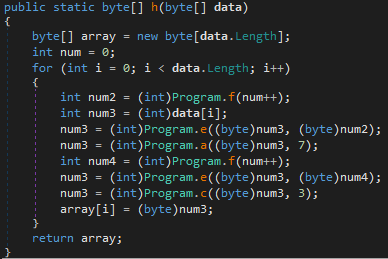 public static byte[] h(byte[] data)
{
    byte[] array = new byte[data.Length];
    int num = 0;
    for (int i = 0; i < data.Length; i++)
    {
        int num2 = (int)Program.f(num++);
        int num3 = (int)data[i];
        num3 = (int)Program.e((byte)num3, (byte)num2);
        num3 = (int)Program.a((byte)num3, 7);
        int num4 = (int)Program.f(num++);
        num3 = (int)Program.e((byte)num3, (byte)num4);
        num3 = (int)Program.c((byte)num3, 3);
        array[i] = (byte)num3;
    }
    return array;
}